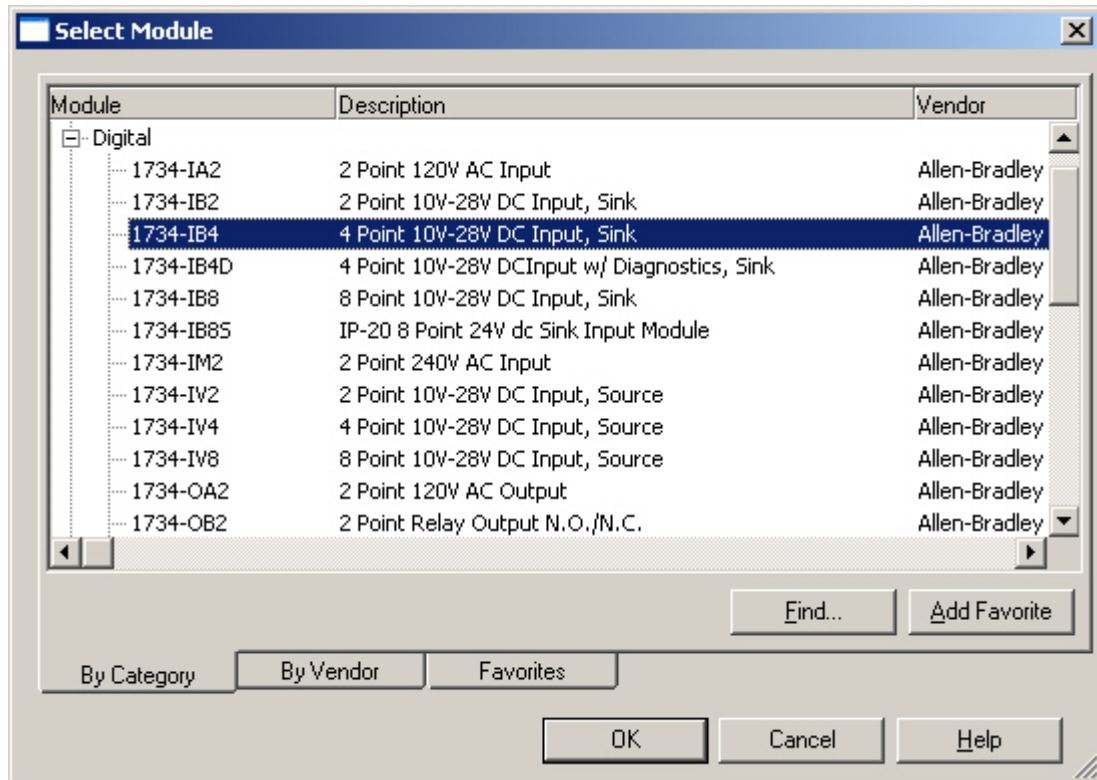 Select Module
Module Description Vendor
Digital
1734-IA2 2 Point 120V AC Input Allen-Bradley
1734-IB2 2 Point 10V-28V DC Input, Sink Allen-Bradley
1734-IB4 4 Point 10V-28V DC Input, Sink Allen-Bradley
1734-IB4D 4 Point 10V-28V DCInput w/ Diagnostics, Sink Allen-Bradley
1734-IB8 8 Point 10V-28V DC Input, Sink Allen-Bradley
1734-IB8S IP-20 8 Point 24V dc Sink Input Module Allen-Bradley
1734-IM2 2 Point 240V AC Input Allen-Bradley
1734-IV2 2 Point 10V-28V DC Input, Source Allen-Bradley
1734-IV4 4 Point 10V-28V DC Input, Source Allen-Bradley
1734-IV8 8 Point 10V-28V DC Input, Source Allen-Bradley
1734-OA2 2 Point 120V AC Output Allen-Bradley
1734-OB2 2 Point Relay Output N.O./N.C. Allen-Bradley
Find... Add Favorite
By Category By Vendor Favorites
OK Cancel Help